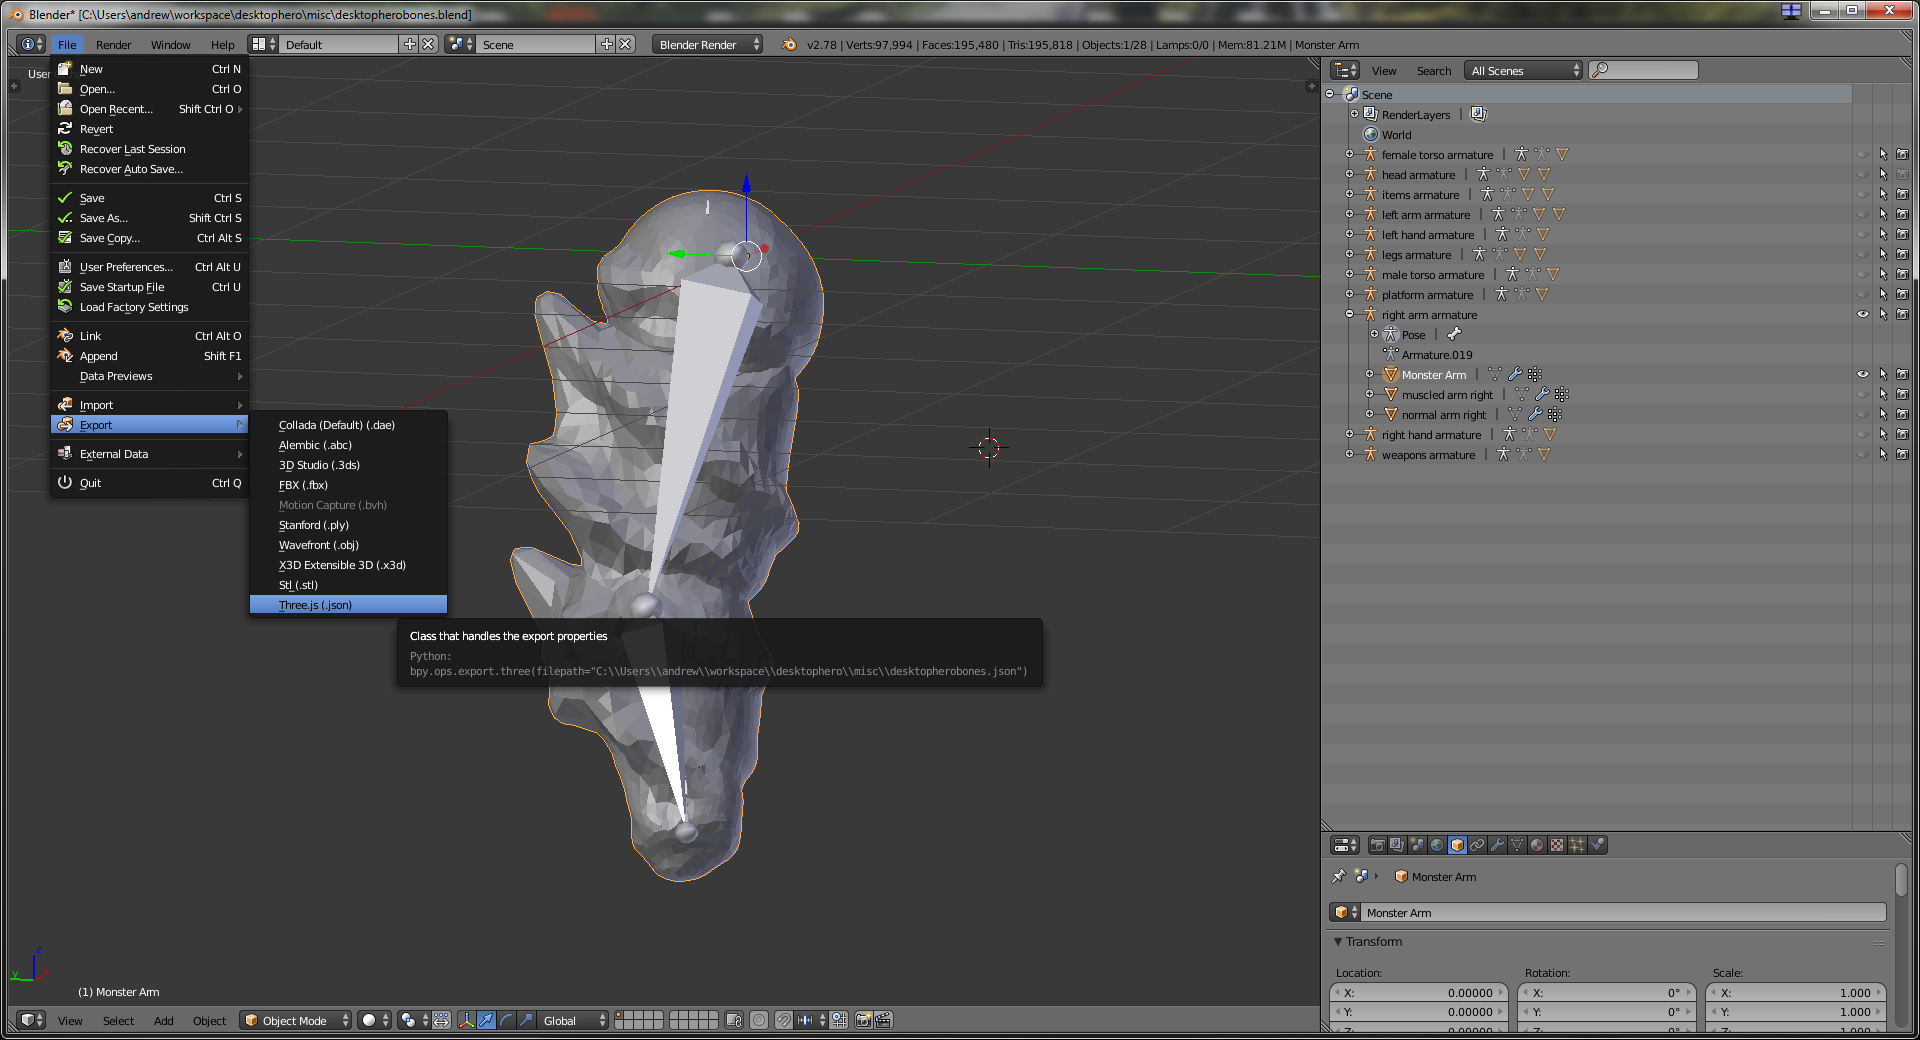 Blender* [C:\Users\andrew\workspace\desktophero\misc\desktopherobones.blend]
File Render Window Help Default Scene Blender Render v2.78 | Verts:97,994 | Faces:195,480 | Tris:195,818 | Objects:1/28 | Lamps:0/0 | Mem:81.21M | Monster Arm
User
New Ctrl N
Open... Ctrl O
Open Recent... Shift Ctrl O
Revert
Recover Last Session
Recover Auto Save...
Save Ctrl S
Save As... Shift Ctrl S
Save Copy... Ctrl Alt S
User Preferences... Ctrl Alt U
Save Startup File Ctrl U
Load Factory Settings
Link Ctrl Alt O
Append Shift F1
Data Previews
Import
Export
External Data
Quit Ctrl Q
Collada (Default) (.dae)
Alembic (.abc)
3D Studio (.3ds)
FBX (.fbx)
Motion Capture (.bvh)
Stanford (.ply)
Wavefront (.obj)
X3D Extensible 3D (.x3d)
Stl (.stl)
Three.js (.json)
Class that handles the export properties
Python:
bpy.ops.export.three(filepath="C:\\Users\\andrew\\workspace\\desktophero\\misc\\desktopherobones.json")
z
y
(1) Monster Arm
View Select Add Object Object Mode Global
View Search All Scenes
Scene
RenderLayers
World
female torso armature
head armature
items armature
left arm armature
left hand armature
legs armature
male torso armature
platform armature
right arm armature
Pose
Armature.019
Monster Arm
muscled arm right
normal arm right
right hand armature
weapons armature
Monster Arm
Monster Arm
Transform
Location: Rotation: Scale:
X: 0.00000 X: 0° X: 1.000
Y: 0.00000 Y: 0° Y: 1.000
Z: 0.00000 Z: 0° Z: 1.000